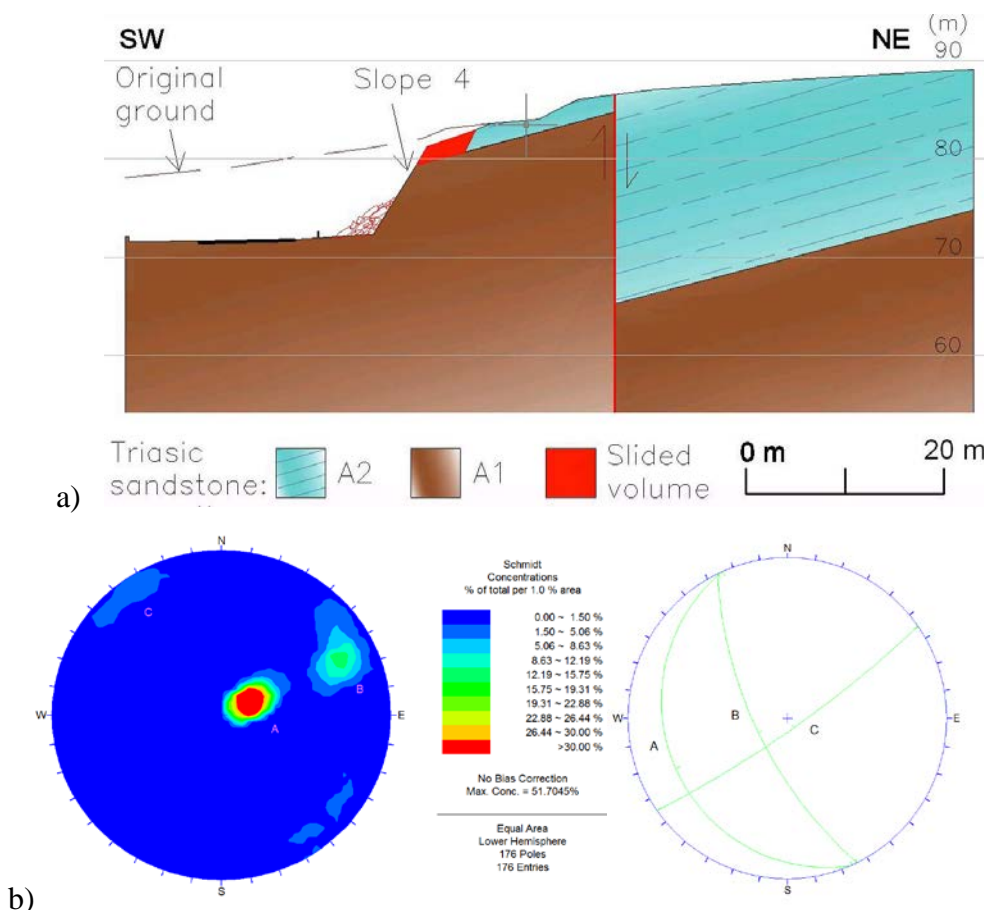 SW
NE
(m)
90
Original
ground
Slope 4
80
70
60
Triasic
sandstone:
A2
A1
Slided
volume
0 m
20 m
a)
N
C
B
A
W
E
S
Schmidt
Concentrations
% of total per 1.0 % area
0.00 ~ 1.50 %
1.50 ~ 5.06 %
5.06 ~ 8.63 %
8.63 ~ 12.19 %
12.19 ~ 15.75 %
15.75 ~ 19.31 %
19.31 ~ 22.88 %
22.88 ~ 26.44 %
26.44 ~ 30.00 %
>30.00 %
No Bias Correction
Max. Conc. = 51.7045%
Equal Area
Lower Hemisphere
176 Poles
176 Entries
N
W
E
B
C
A
S
b)